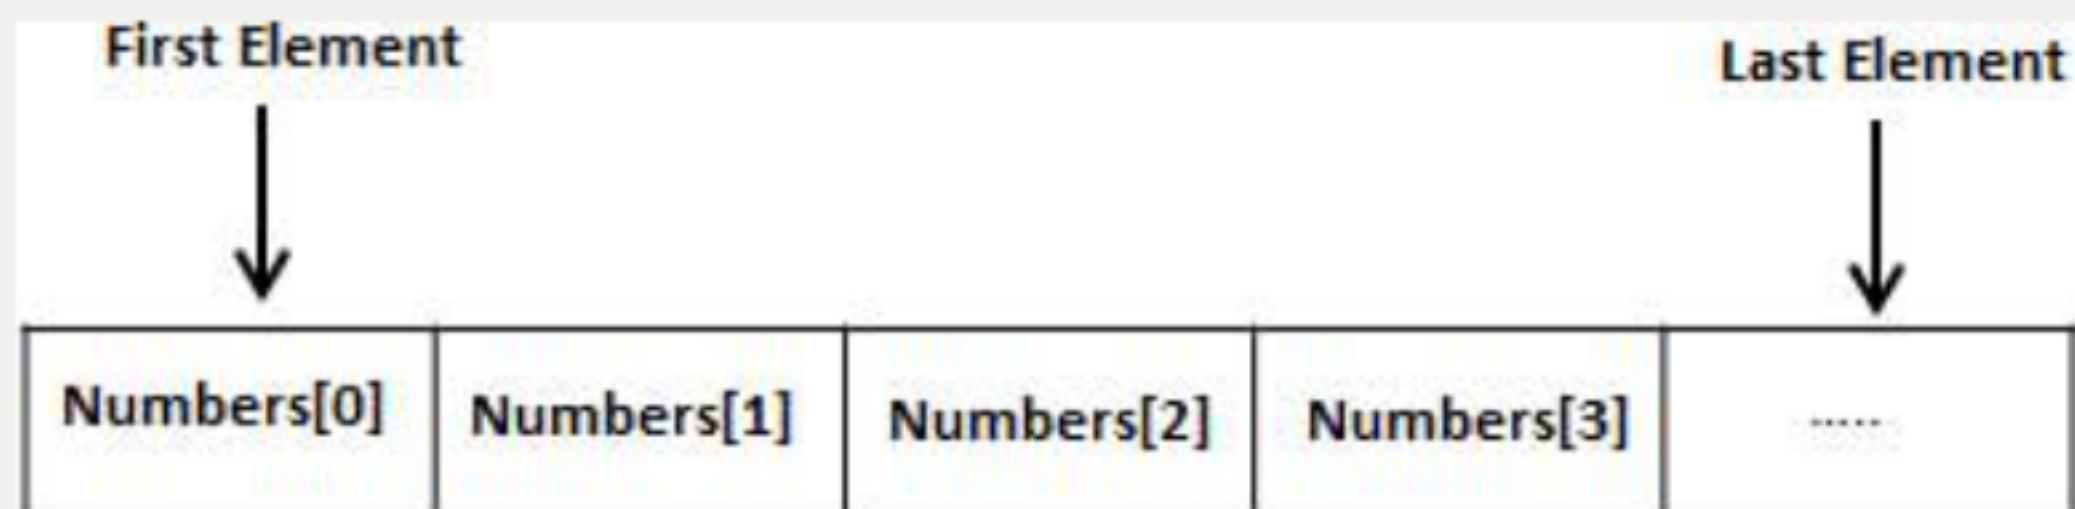 First Element
Last Element
Numbers[0] Numbers[1] Numbers[2] Numbers[3] .....